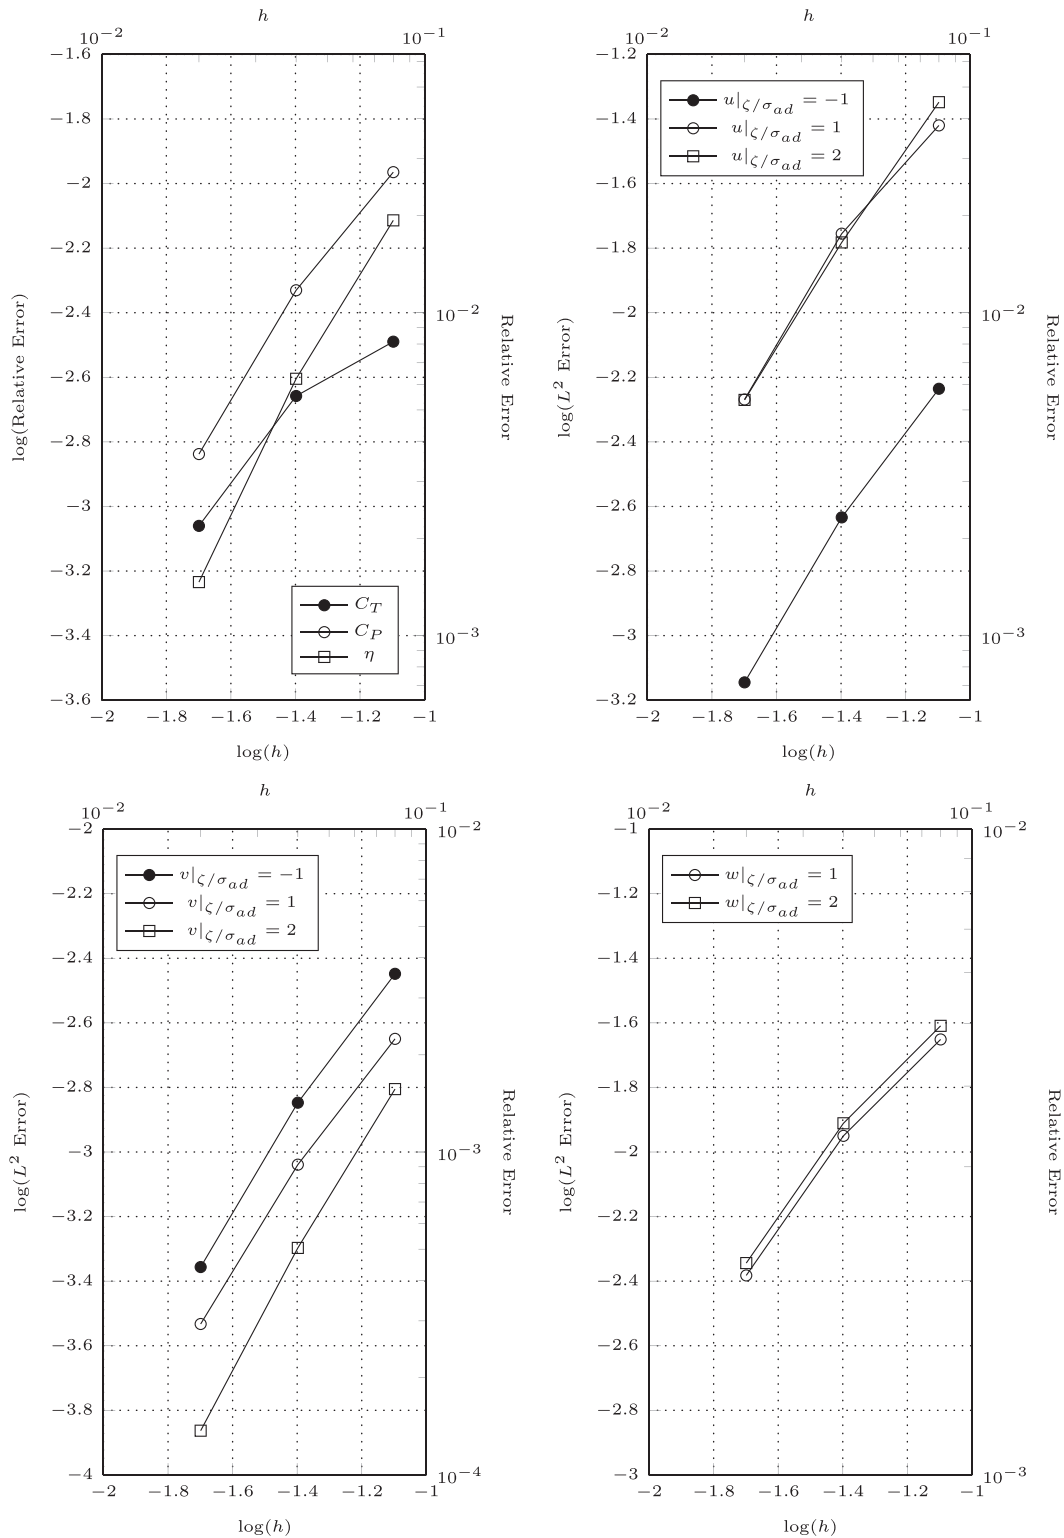 h
10⁻² 10⁻¹
−1.6
−1.8
−2
−2.2
−2.4
−2.6
−2.8
−3
−3.2
−3.4
−3.6
log(Relative Error)
10⁻²
10⁻³
Relative Error
C_T
C_P
η
−2 −1.8 −1.6 −1.4 −1.2 −1
log(h)
h
10⁻² 10⁻¹
−1.2
−1.4
−1.6
−1.8
−2
−2.2
−2.4
−2.6
−2.8
−3
−3.2
log(L² Error)
10⁻²
10⁻³
Relative Error
u|_{ζ/σ_{ad}} = −1
u|_{ζ/σ_{ad}} = 1
u|_{ζ/σ_{ad}} = 2
−2 −1.8 −1.6 −1.4 −1.2 −1
log(h)
h
10⁻² 10⁻¹
−2
−2.2
−2.4
−2.6
−2.8
−3
−3.2
−3.4
−3.6
−3.8
−4
log(L² Error)
10⁻²
10⁻³
10⁻⁴
Relative Error
v|_{ζ/σ_{ad}} = −1
v|_{ζ/σ_{ad}} = 1
v|_{ζ/σ_{ad}} = 2
−2 −1.8 −1.6 −1.4 −1.2 −1
log(h)
h
10⁻² 10⁻¹
−1
−1.2
−1.4
−1.6
−1.8
−2
−2.2
−2.4
−2.6
−2.8
−3
log(L² Error)
10⁻²
10⁻³
Relative Error
w|_{ζ/σ_{ad}} = 1
w|_{ζ/σ_{ad}} = 2
−2 −1.8 −1.6 −1.4 −1.2 −1
log(h)